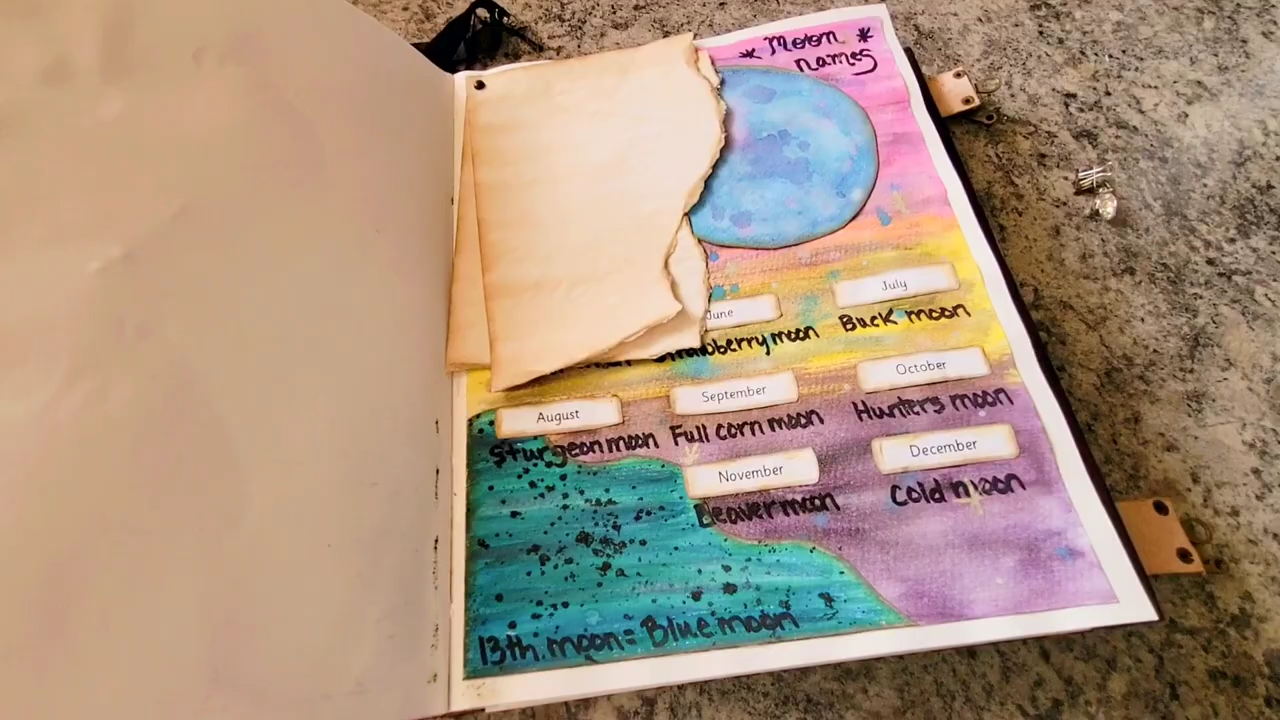 * Moon *
names
July
June
Buck moon
Strawberry moon
October
September
August
Hunters moon
Full corn moon
Sturgeon moon
December
November
Cold moon
Beaver moon
13th moon = Blue moon